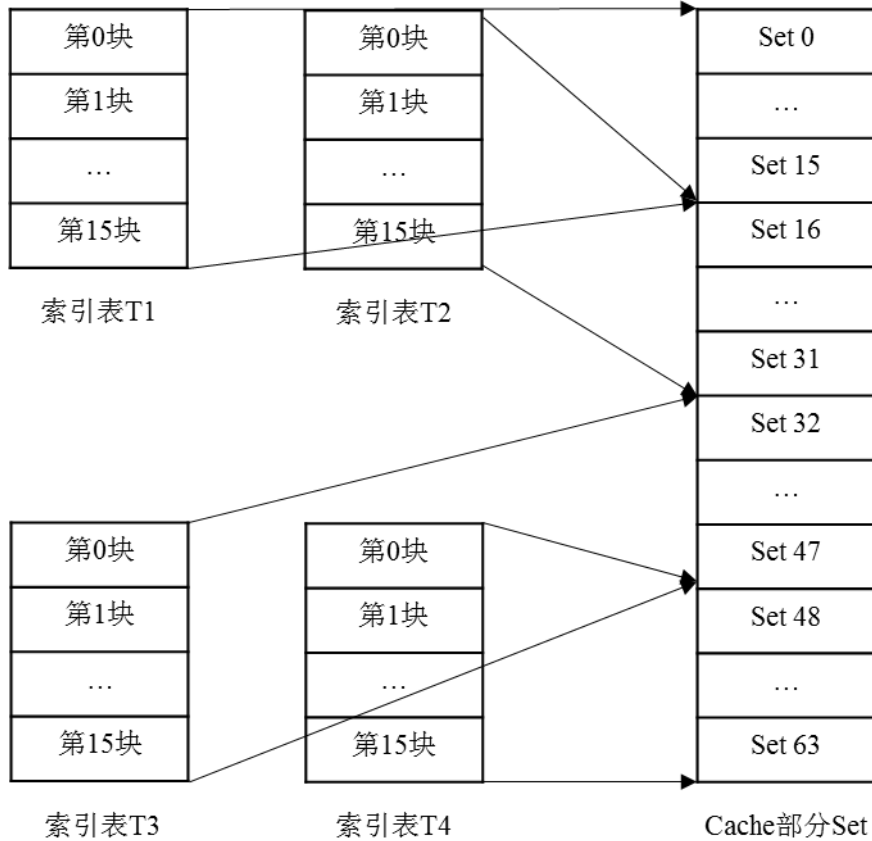 第0块
第1块
…
第15块
索引表T1
第0块
第1块
…
第15块
索引表T2
第0块
第1块
…
第15块
索引表T3
第0块
第1块
…
第15块
索引表T4
Set 0
…
Set 15
Set 16
…
Set 31
Set 32
…
Set 47
Set 48
…
Set 63
Cache部分Set